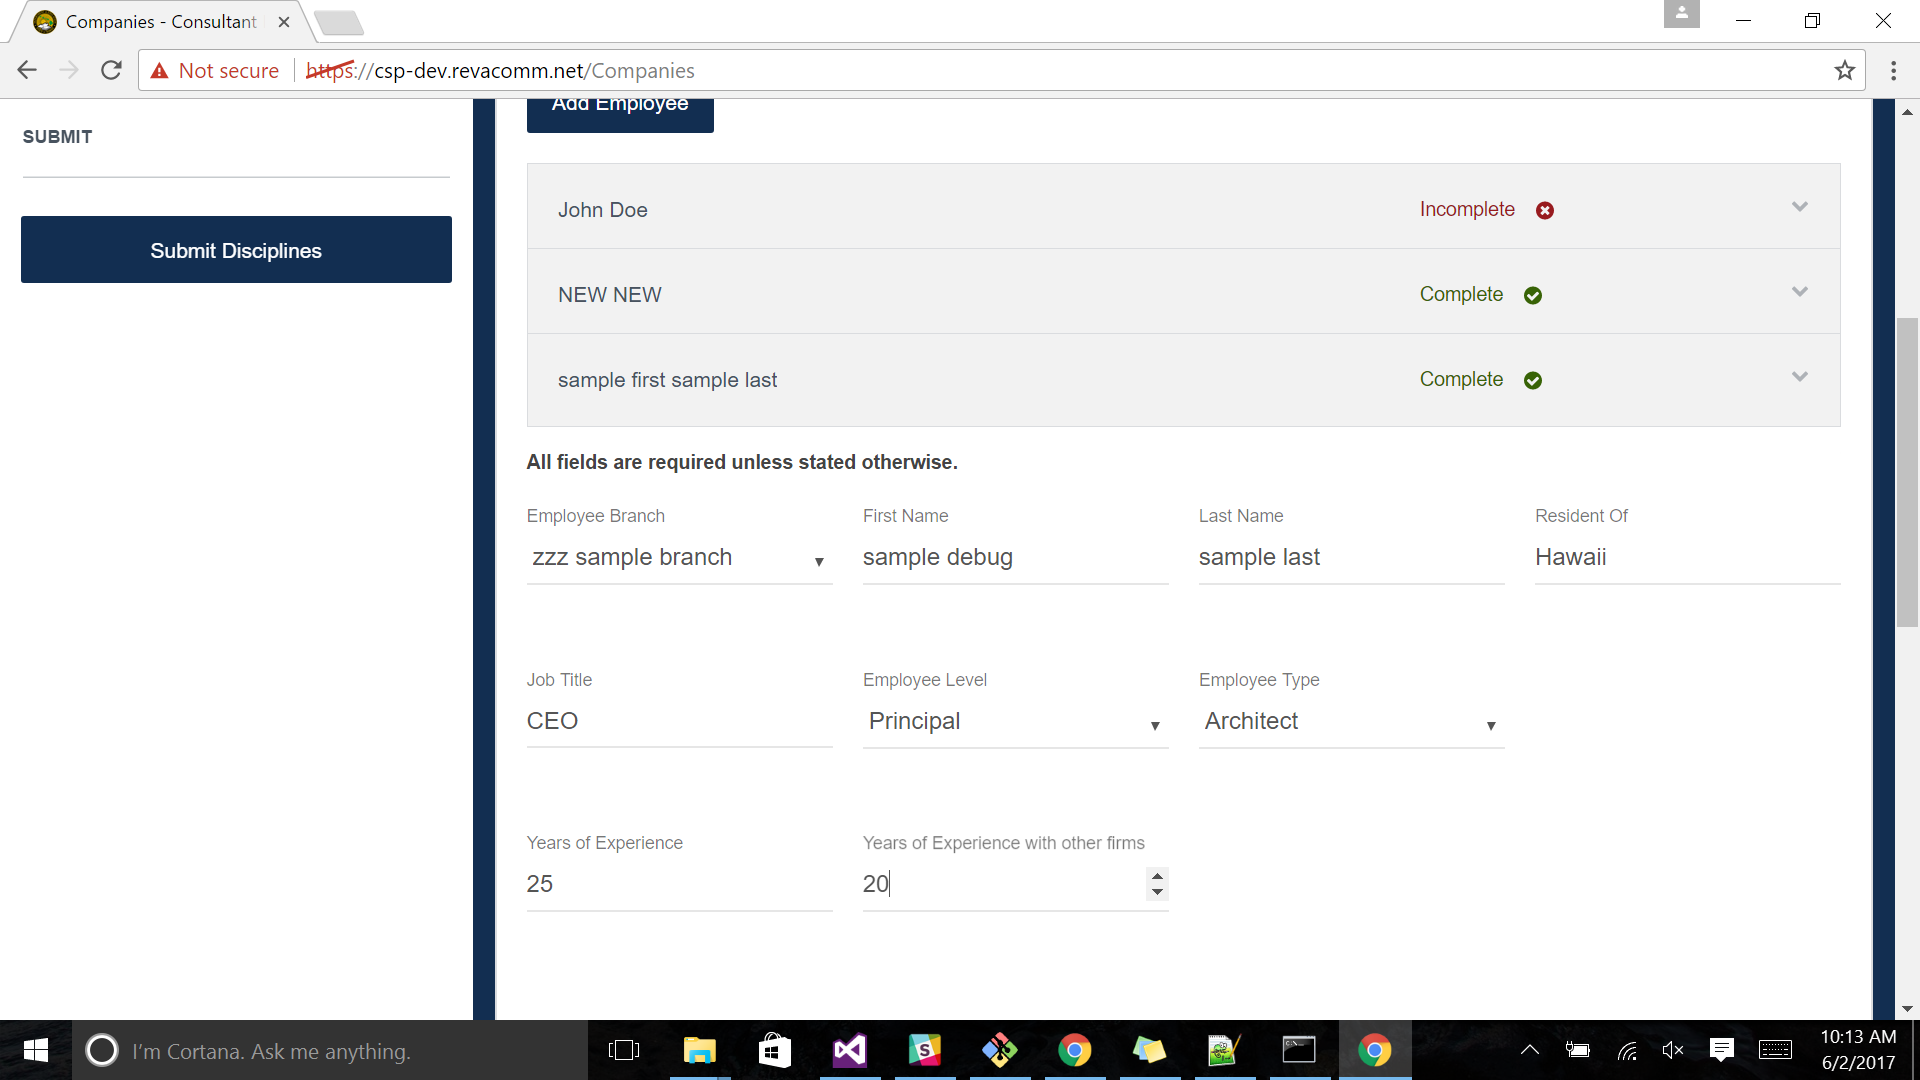 Companies - Consultant
Not secure
https://csp-dev.revacomm.net/Companies
SUBMIT
Submit Disciplines
Add Employee
John Doe
Incomplete
NEW NEW
Complete
sample first sample last
Complete
All fields are required unless stated otherwise.
Employee Branch
First Name
Last Name
Resident Of
zzz sample branch
sample debug
sample last
Hawaii
Job Title
Employee Level
Employee Type
CEO
Principal
Architect
Years of Experience
Years of Experience with other firms
25
20
I'm Cortana. Ask me anything.
S
10:13 AM
6/2/2017